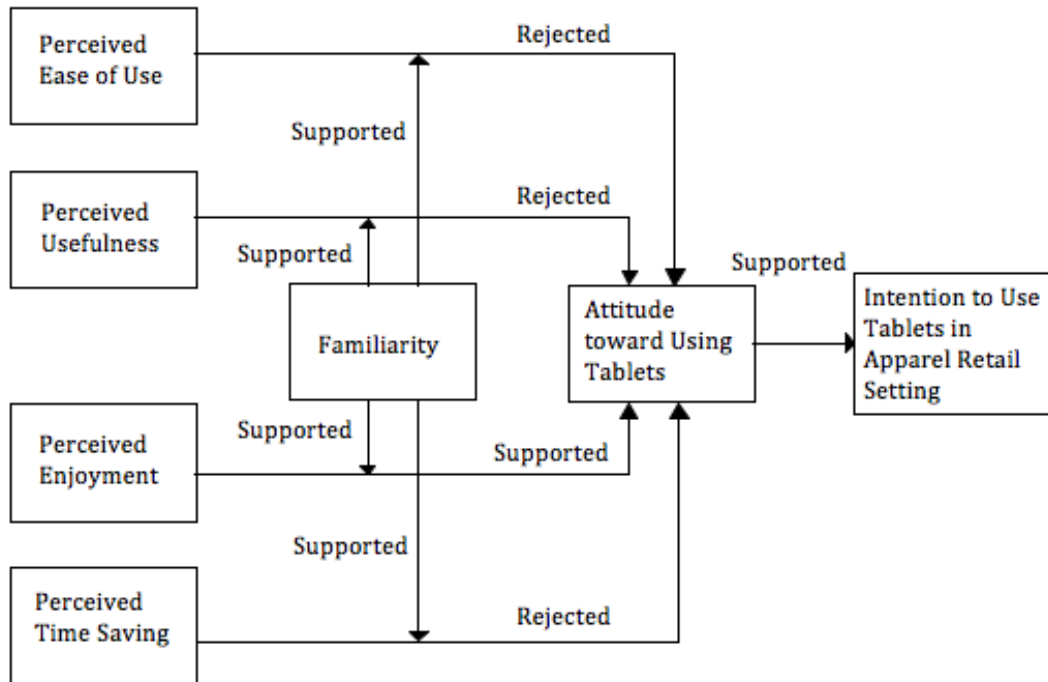 Perceived
Ease of Use
Rejected
Supported
Perceived
Usefulness
Rejected
Supported
Familiarity
Attitude
toward Using
Tablets
Supported
Intention to Use
Tablets in
Apparel Retail
Setting
Perceived
Enjoyment
Supported
Supported
Supported
Perceived
Time Saving
Rejected